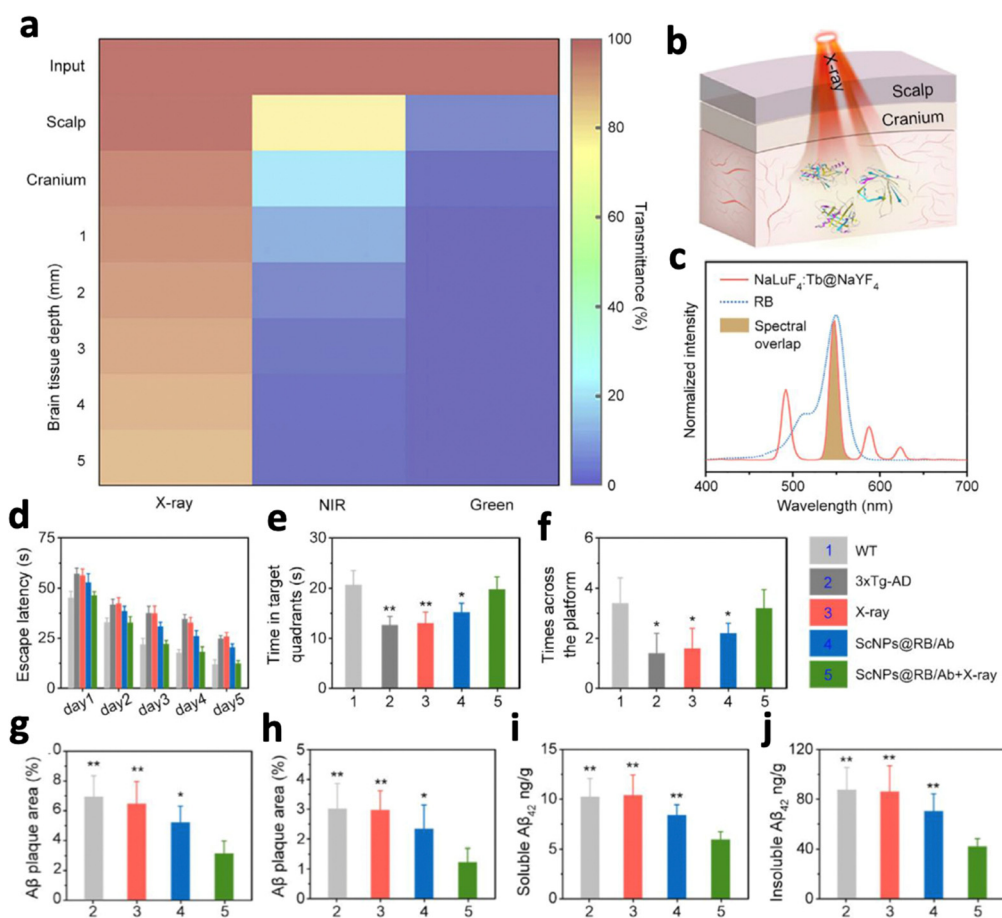 a
Input
Scalp
Cranium
1
2
3
4
5
Brain tissue depth (mm)
X-ray
NIR
Green
100
80
60
40
20
0
Transmittance (%)
b
X-ray
Scalp
Cranium
c
NaLuF4:Tb@NaYF4
RB
Spectral
overlap
Normalized intensity
400
500
600
700
Wavelength (nm)
d
Escape latency (s)
75
50
25
0
day1
day2
day3
day4
day5
e
Time in target
quadrants (s)
30
20
10
0
**
**
*
1
2
3
4
5
f
Times across
the platform
6
4
2
0
*
*
*
1
2
3
4
5
1 WT
2 3xTg-AD
3 X-ray
4 ScNPs@RB/Ab
5 ScNPs@RB/Ab+X-ray
g
Aβ plaque area (%)
0
8
6
4
2
0
**
**
*
2
3
4
5
h
Aβ plaque area (%)
5
4
3
2
1
0
**
**
*
2
3
4
5
i
Soluble Aβ42 ng/g
15
10
5
0
**
**
**
2
3
4
5
j
Insoluble Aβ42 ng/g
120
80
40
0
**
**
**
2
3
4
5